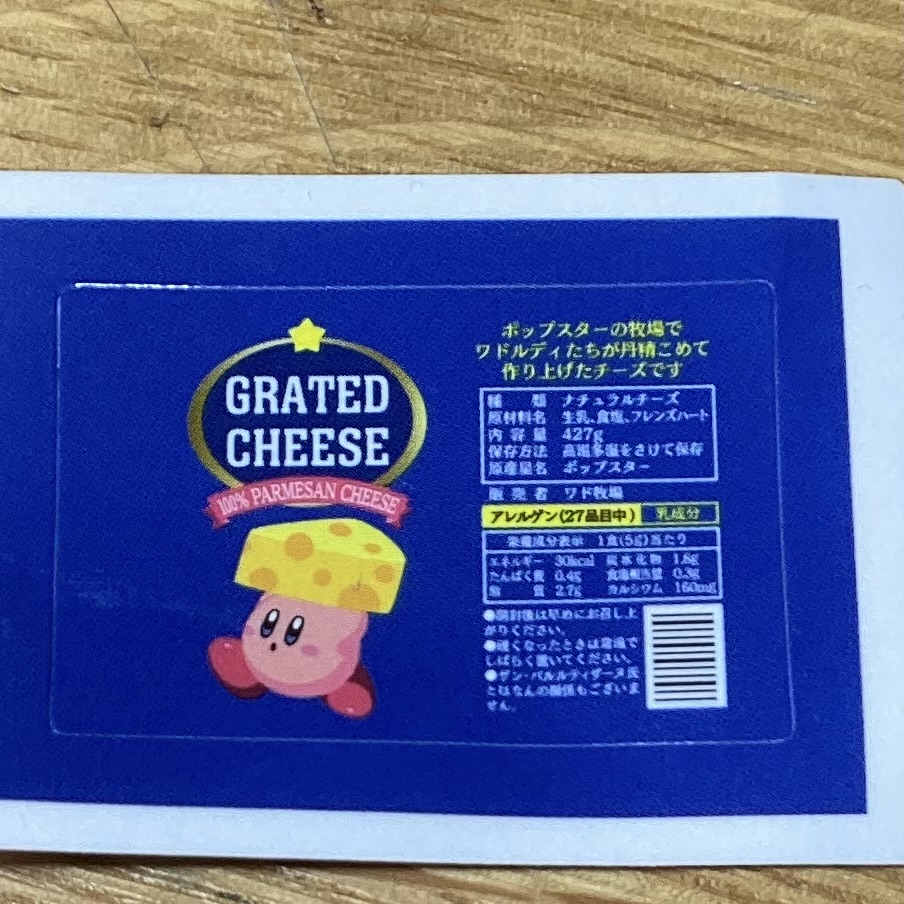 GRATED
CHEESE
100% PARMESAN CHEESE
ポップスターの牧場で
ワドルディたちが丹精こめて
作り上げたチーズです
種類 ナチュラルチーズ
原材料名 生乳、食塩、フレンズハート
内容量 427g
保存方法 高温多湿をさけて保存
原産星名 ポップスター
販売者 ワド牧場
アレルゲン(27品目中) 乳成分
栄養成分表示 1食(5g)当たり
エネルギー 30kcal 炭水化物 1.8g
たんぱく質 0.4g 食塩相当量 0.3g
脂質 2.7g カルシウム 160mg
●開封後は早めにお召し上
がりください。
●硬くなったときは常温で
しばらく置いてください。
●ザン・パルルティザーヌ氏
とはなんの関係もございま
せん。